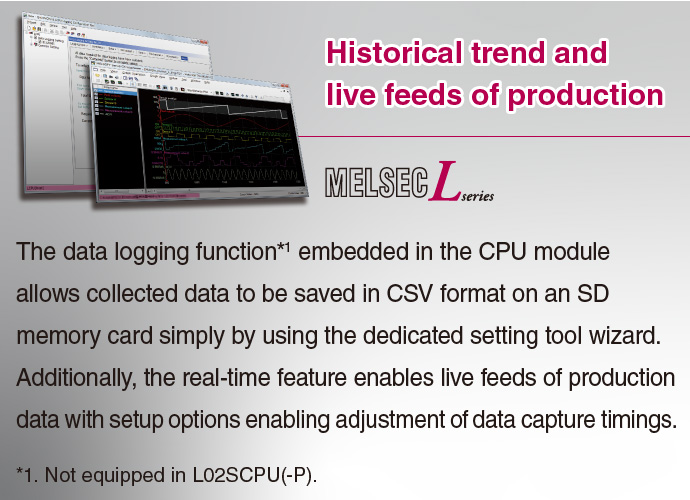 Historical trend and
live feeds of production
MELSEC L series
The data logging function*1 embedded in the CPU module
allows collected data to be saved in CSV format on an SD
memory card simply by using the dedicated setting tool wizard.
Additionally, the real-time feature enables live feeds of production
data with setup options enabling adjustment of data capture timings.
*1. Not equipped in L02SCPU(-P).